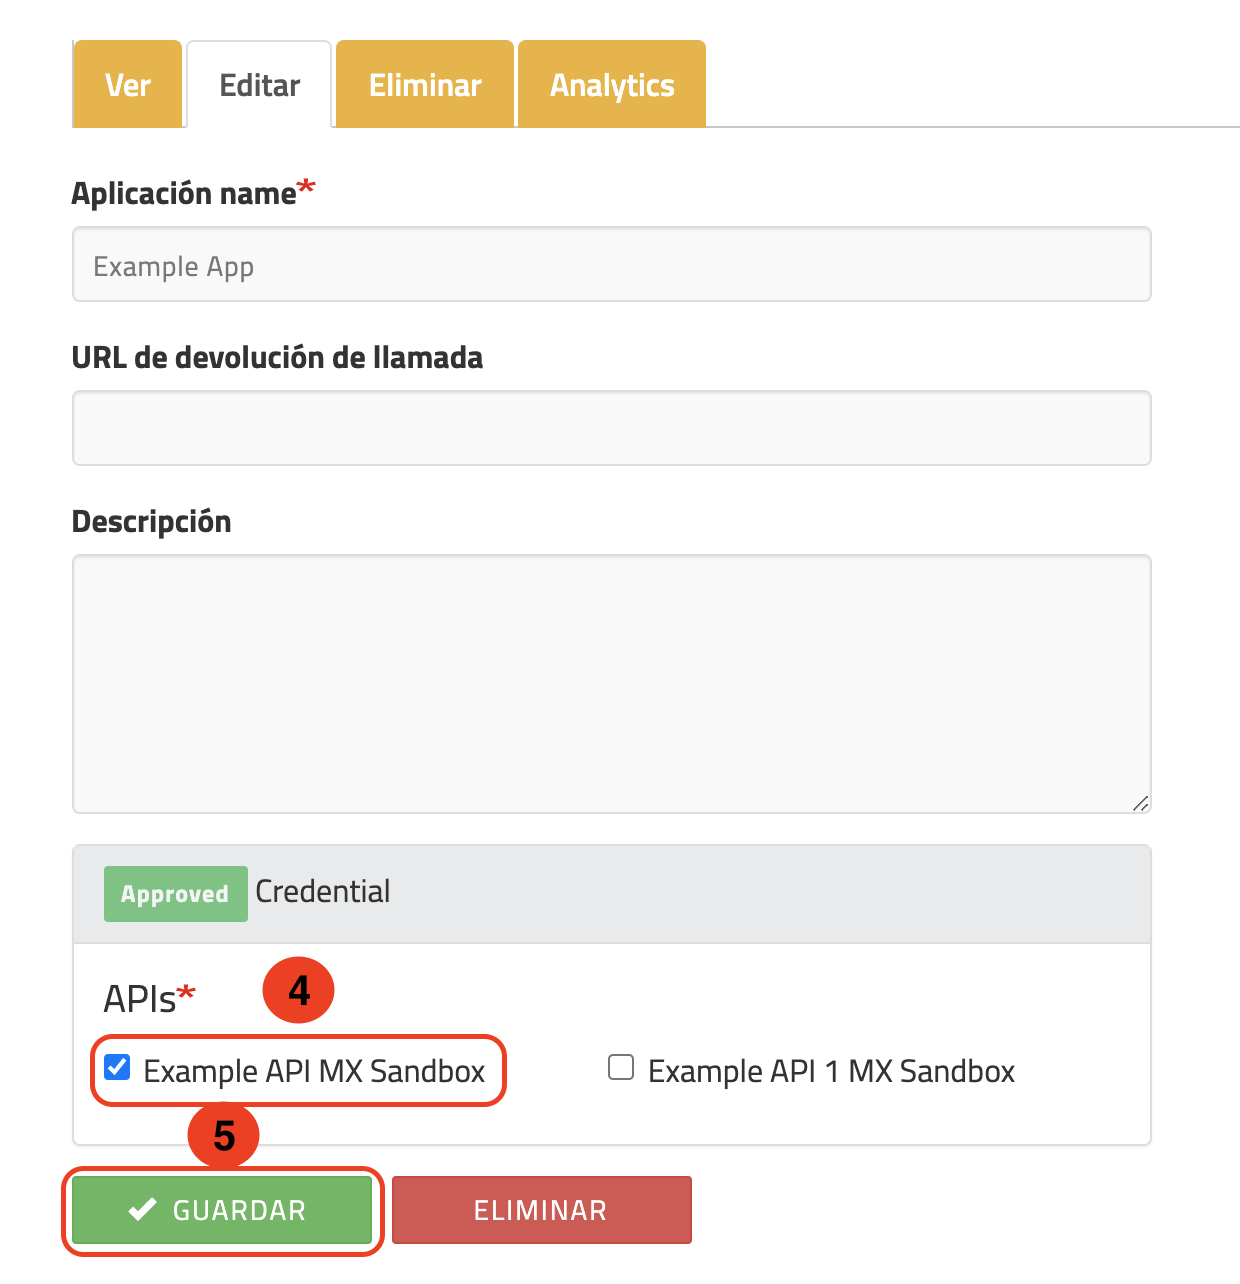 Ver Editar Eliminar Analytics
Aplicación name*
Example App
URL de devolución de llamada
Descripción
Approved Credential
APIs* 4
Example API MX Sandbox Example API 1 MX Sandbox
5
GUARDAR ELIMINAR